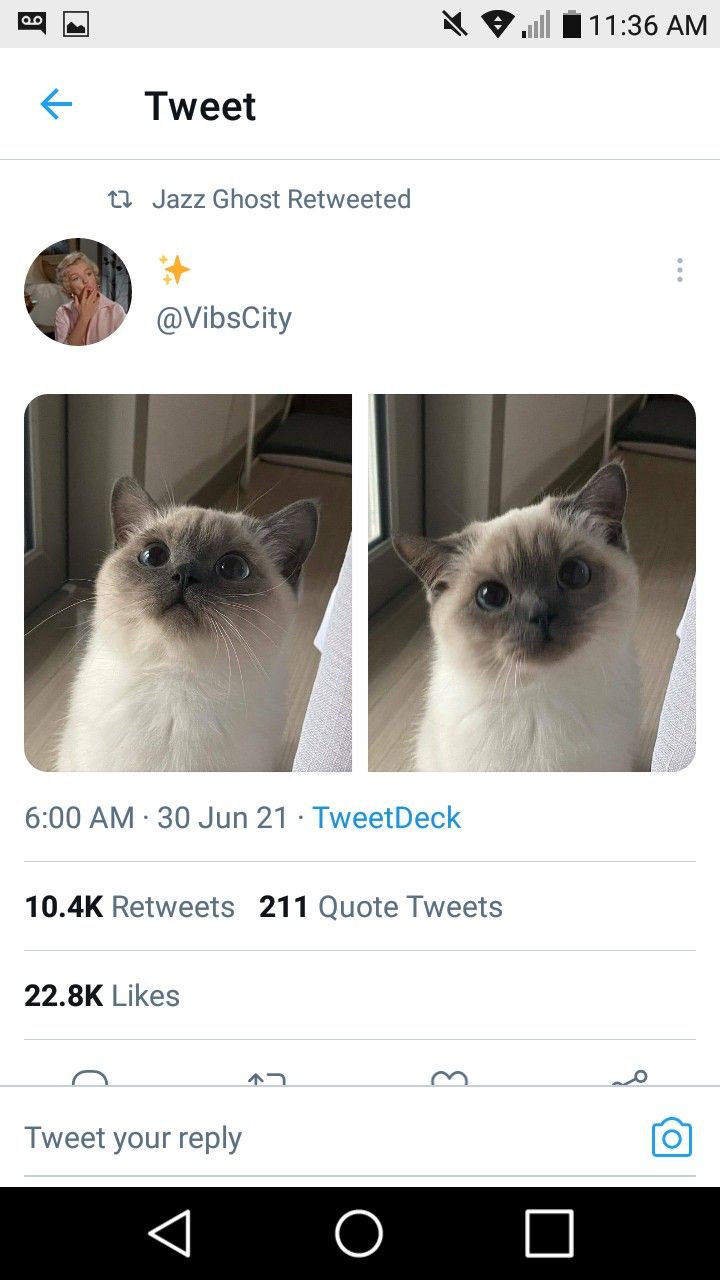 11:36 AM
Tweet
Jazz Ghost Retweeted
✨
@VibsCity
6:00 AM · 30 Jun 21 · TweetDeck
10.4K Retweets 211 Quote Tweets
22.8K Likes
Tweet your reply